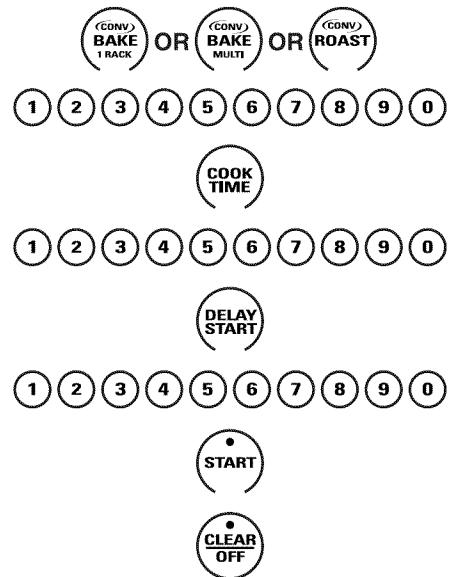 (CONV) BAKE 1 RACK OR (CONV) BAKE MULTI OR (CONV) ROAST
1 2 3 4 5 6 7 8 9 0
COOK TIME
1 2 3 4 5 6 7 8 9 0
DELAY START
1 2 3 4 5 6 7 8 9 0
START
CLEAR OFF